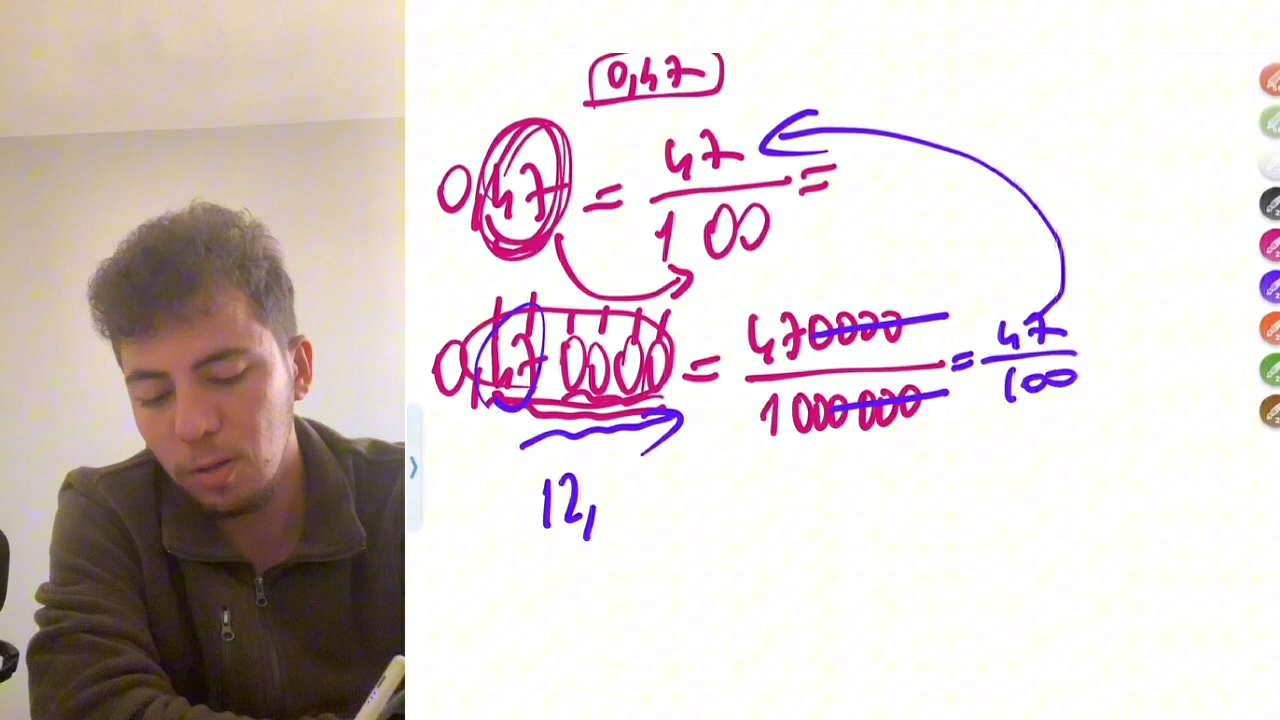 0,47
0,47 = 47/100 =
0,470000 = 470000/1000000 = 47/100
12,